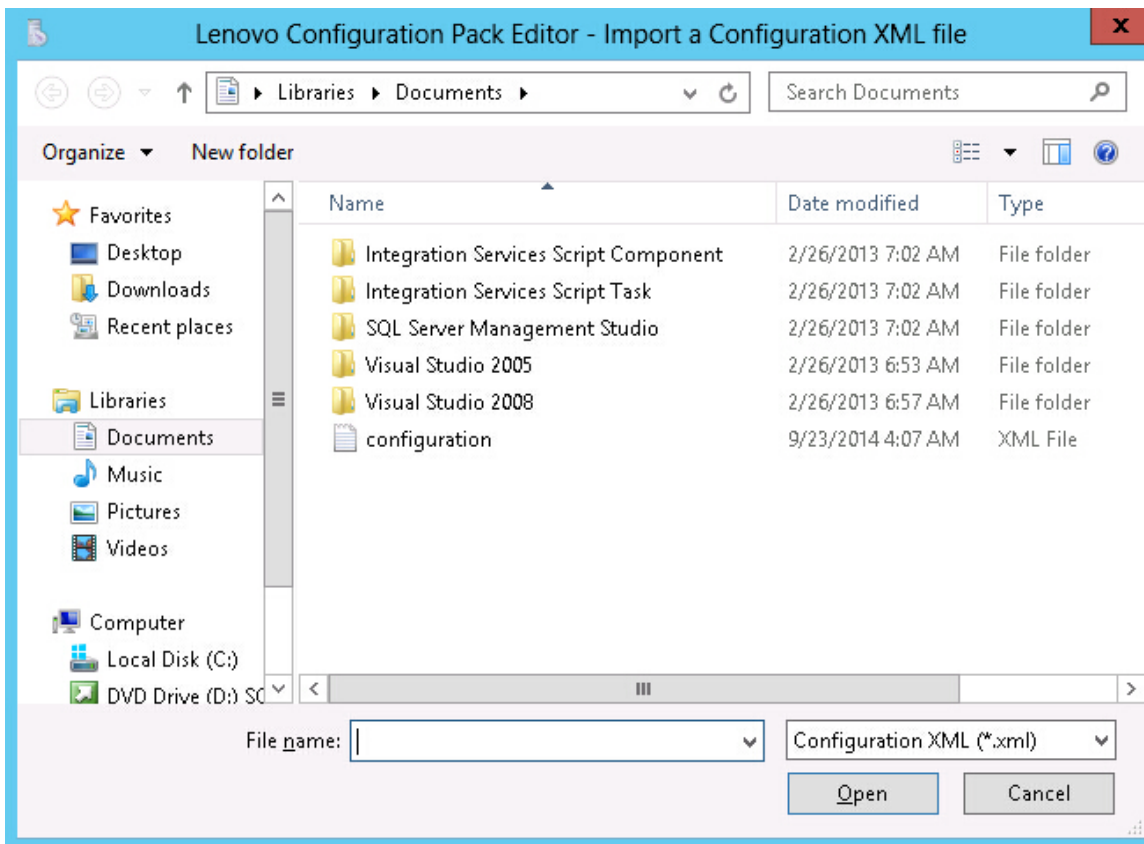 Lenovo Configuration Pack Editor - Import a Configuration XML file
x
Libraries Documents
Search Documents
Organize New folder
Favorites
Desktop
Downloads
Recent places
Libraries
Documents
Music
Pictures
Videos
Computer
Local Disk (C:)
DVD Drive (D:) SC
Name Date modified Type
Integration Services Script Component 2/26/2013 7:02 AM File folder
Integration Services Script Task 2/26/2013 7:02 AM File folder
SQL Server Management Studio 2/26/2013 7:02 AM File folder
Visual Studio 2005 2/26/2013 6:53 AM File folder
Visual Studio 2008 2/26/2013 6:57 AM File folder
configuration 9/23/2014 4:07 AM XML File
File name:
Configuration XML (*.xml)
Open Cancel